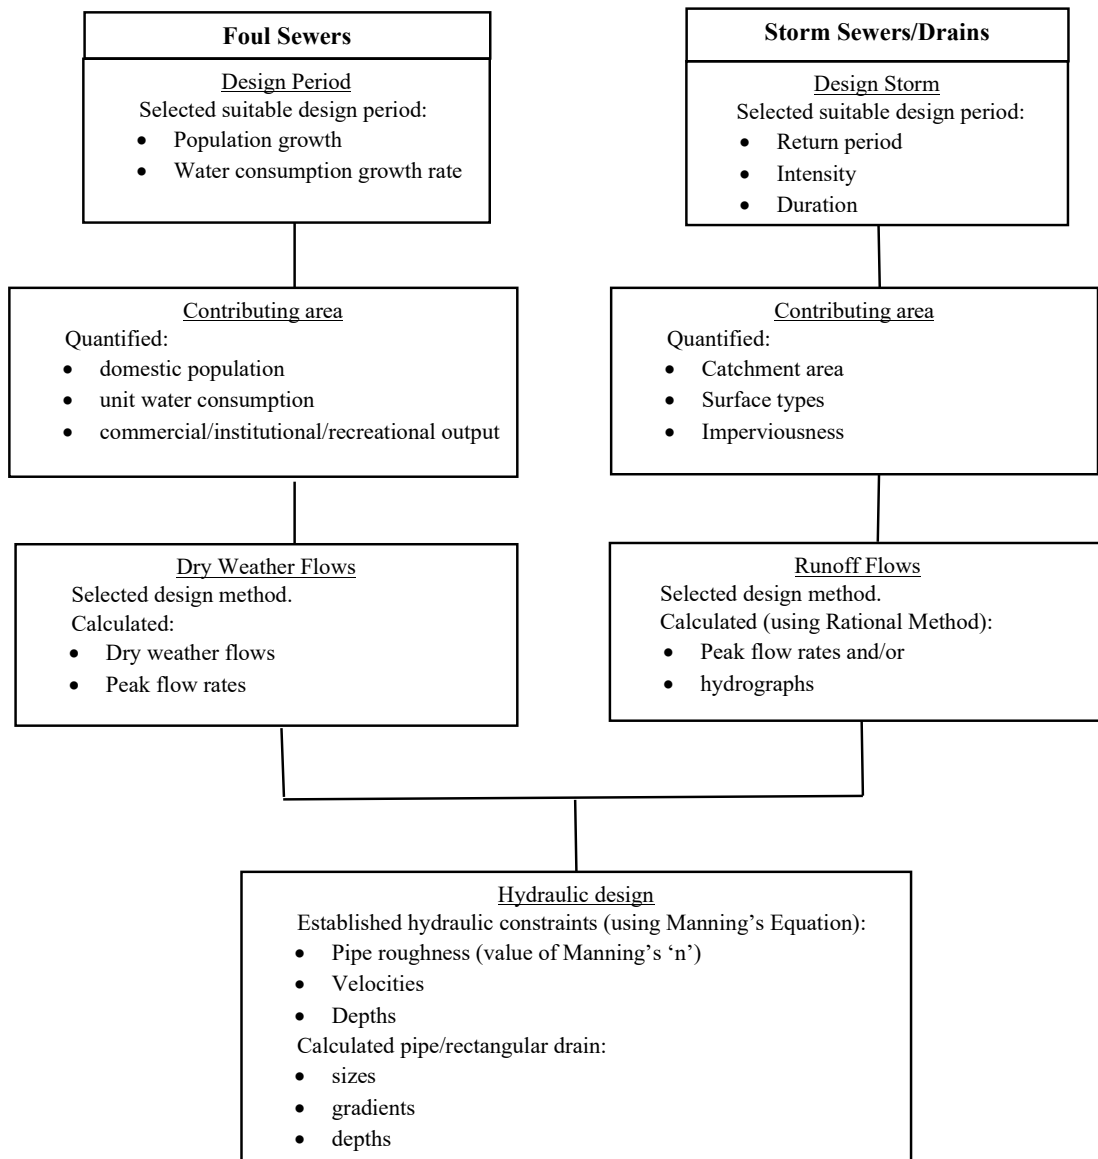 Foul Sewers
Design Period
Selected suitable design period:
• Population growth
• Water consumption growth rate
Storm Sewers/Drains
Design Storm
Selected suitable design period:
• Return period
• Intensity
• Duration
Contributing area
Quantified:
• domestic population
• unit water consumption
• commercial/institutional/recreational output
Contributing area
Quantified:
• Catchment area
• Surface types
• Imperviousness
Dry Weather Flows
Selected design method.
Calculated:
• Dry weather flows
• Peak flow rates
Runoff Flows
Selected design method.
Calculated (using Rational Method):
• Peak flow rates and/or
• hydrographs
Hydraulic design
Established hydraulic constraints (using Manning’s Equation):
• Pipe roughness (value of Manning’s ‘n’)
• Velocities
• Depths
Calculated pipe/rectangular drain:
• sizes
• gradients
• depths